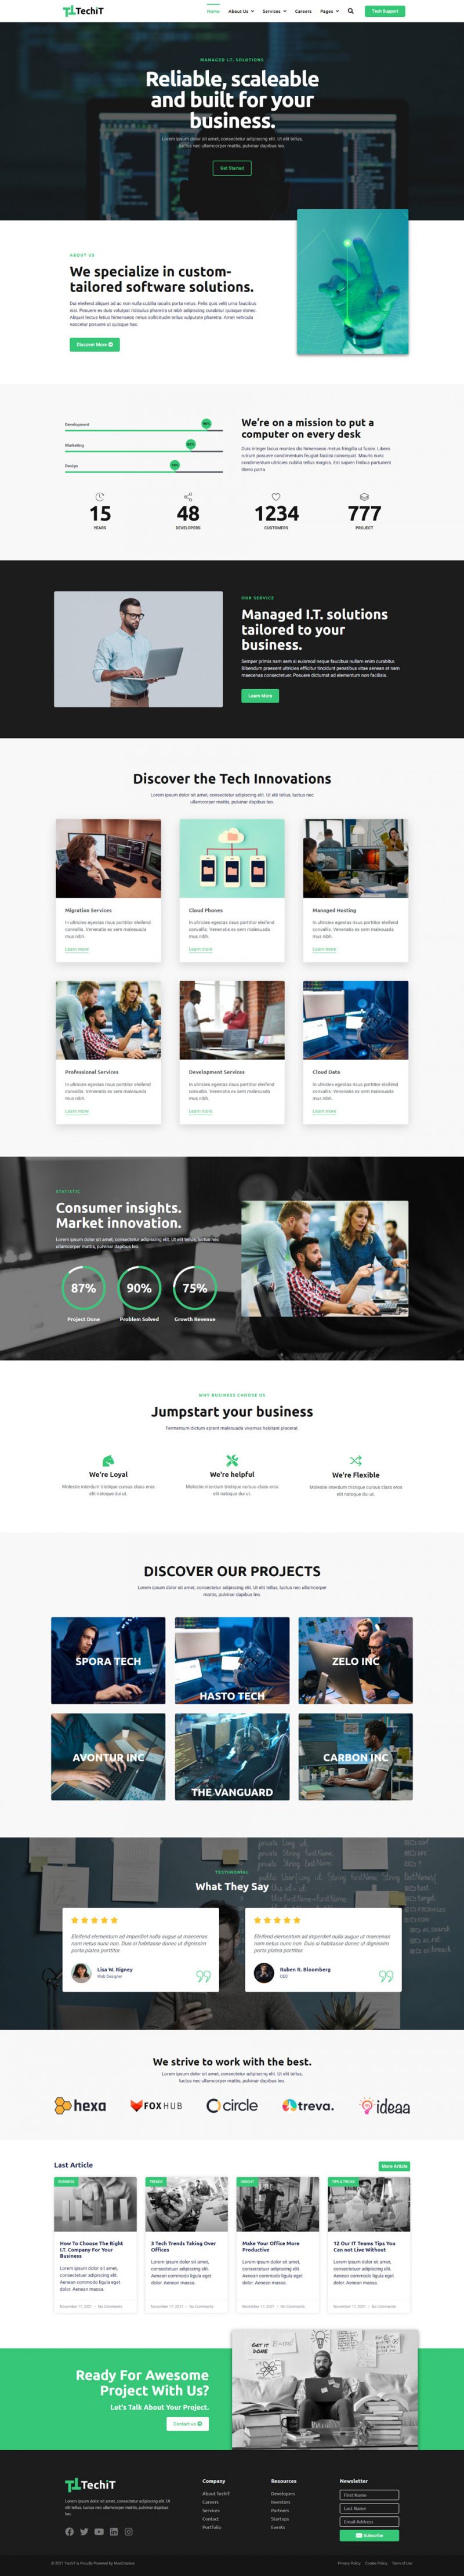 TechiT
Home About Us Services Careers Pages Tech Support
MANAGED I.T. SOLUTIONS
Reliable, scaleable
and built for your
business.
Lorem ipsum dolor sit amet, consectetur adipiscing elit. Ut elit tellus,
luctus nec ullamcorper mattis, pulvinar dapibus leo.
Get Started
ABOUT US
We specialize in custom-
tailored software solutions.
Dui eleifend aliquet ad ac non nulla cubilia iaculis porta netus. Felis quis velit urna faucibus
nisi. Posuere ex duis volutpat ridiculus pharetra ut nibh adipiscing curabitur quisque donec.
Aliquet lectus letius himenaeos metus sollicitudin tellus vulputate pharetra. Amet vehicula
nascetur posuere ut quisque hac.
Discover More
Development
90%
Marketing
80%
Design
70%
We're on a mission to put a
computer on every desk
Duis integer lacus montes dis himenaeos metus fringilla ut fusce. Libero
rutrum posuere condimentum feugiat facilisi consequat. Mauris nunc
condimentum ultricies cubilia tellus magnis. Est sapien finibus parturient
libero porta.
15
YEARS
48
DEVELOPERS
1234
CUSTOMERS
777
PROJECT
OUR SERVICE
Managed I.T. solutions
tailored to your
business.
Semper primis nam sem si euismod neque faucibus nullam enim curabitur.
Bibendum praesent ultricies efficitur tincidunt penatibus vitae aenean at nam
maecenas consectetuer. Posuere dictumst ad elementum non facilisis.
Learn More
Discover the Tech Innovations
Lorem ipsum dolor sit amet, consectetur adipiscing elit. Ut elit tellus, luctus nec
ullamcorper mattis, pulvinar dapibus leo.
Migration Services
In ultricies egestas risus porttitor eleifend
convallis. Venenatis ex sem malesuada
mus nibh.
Learn more
Cloud Phones
In ultricies egestas risus porttitor eleifend
convallis. Venenatis ex sem malesuada
mus nibh.
Learn more
Managed Hosting
In ultricies egestas risus porttitor eleifend
convallis. Venenatis ex sem malesuada
mus nibh.
Learn more
Professional Services
In ultricies egestas risus porttitor eleifend
convallis. Venenatis ex sem malesuada
mus nibh.
Learn more
Development Services
In ultricies egestas risus porttitor eleifend
convallis. Venenatis ex sem malesuada
mus nibh.
Learn more
Cloud Data
In ultricies egestas risus porttitor eleifend
convallis. Venenatis ex sem malesuada
mus nibh.
Learn more
STATISTIC
Consumer insights.
Market innovation.
Lorem ipsum dolor sit amet, consectetur adipiscing elit. Ut elit tellus, luctus nec
ullamcorper mattis, pulvinar dapibus leo.
87%
Project Done
90%
Problem Solved
75%
Growth Revenue
WHY BUSINESS CHOOSE US
Jumpstart your business
Fermentum dictum aptent malesuada vivamus habitant placerat.
We're Loyal
Molestie interdum tristique cursus class eros
elit natoque dui ut.
We're helpful
Molestie interdum tristique cursus class eros
elit natoque dui ut.
We're Flexible
Molestie interdum tristique cursus class eros
elit natoque dui ut.
DISCOVER OUR PROJECTS
Lorem ipsum dolor sit amet, consectetur adipiscing elit. Ut elit tellus, luctus nec ullamcorper
mattis, pulvinar dapibus leo.
SPORA TECH
HASTO TECH
ZELO INC
AVONTUR INC
THE VANGUARD
CARBON INC
TESTIMONIAL
What They Say
Eleifend elementum ad imperdiet nulla augue ut maecenas
nam netus nunc non. Duis si habitasse donec ut dignissim
porta platea porttitor.
Lisa W. Rigney
Web Designer
Eleifend elementum ad imperdiet nulla augue ut maecenas
nam netus nunc non. Duis si habitasse donec ut dignissim
porta platea porttitor.
Ruben R. Bloomberg
CEO
We strive to work with the best.
Lorem ipsum dolor sit amet, consectetur adipiscing elit. Ut elit tellus,
luctus nec ullamcorper mattis, pulvinar dapibus leo.
hexa FOXHUB circle treva. ideaa
Last Article
More Article
BUSINESS
How To Choose The Right
I.T. Company For Your
Business
Lorem ipsum dolor sit amet,
consectetuer adipiscing elit.
Aenean commodo ligula eget
dolor. Aenean massa.
November 17, 2021 No Comments
TRENDS
3 Tech Trends Taking Over
Offices
Lorem ipsum dolor sit amet,
consectetuer adipiscing elit.
Aenean commodo ligula eget
dolor. Aenean massa.
November 17, 2021 No Comments
INSIGHT
Make Your Office More
Productive
Lorem ipsum dolor sit amet,
consectetuer adipiscing elit.
Aenean commodo ligula eget
dolor. Aenean massa.
November 17, 2021 No Comments
TIPS & TRICKS
12 Our IT Teams Tips You
Can not Live Without
Lorem ipsum dolor sit amet,
consectetuer adipiscing elit.
Aenean commodo ligula eget
dolor. Aenean massa.
November 17, 2021 No Comments
Ready For Awesome
Project With Us?
Let's Talk About Your Project.
Contact us
GET IT
DONE
TechiT
Lorem ipsum dolor sit amet, consectetur adipiscing elit. Ut
elit tellus, luctus nec ullamcorper mattis, pulvinar dapibus
leo.
Company
About TechiT
Careers
Services
Contact
Portfolio
Resources
Developers
Investors
Partners
Startups
Events
Newsletter
First Name
Last Name
Email Address
Subscribe
© 2021 TechiT is Proudly Powered by
Privacy Policy Cookie Policy Term of Use